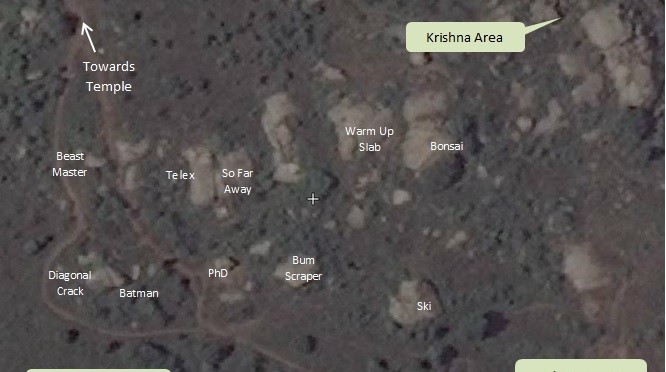 Krishna Area
Towards
Temple
Warm Up
Slab
Bonsai
Beast
Master
Telex
So Far
Away
Bum
Scraper
PhD
Diagonal
Crack
Batman
Ski